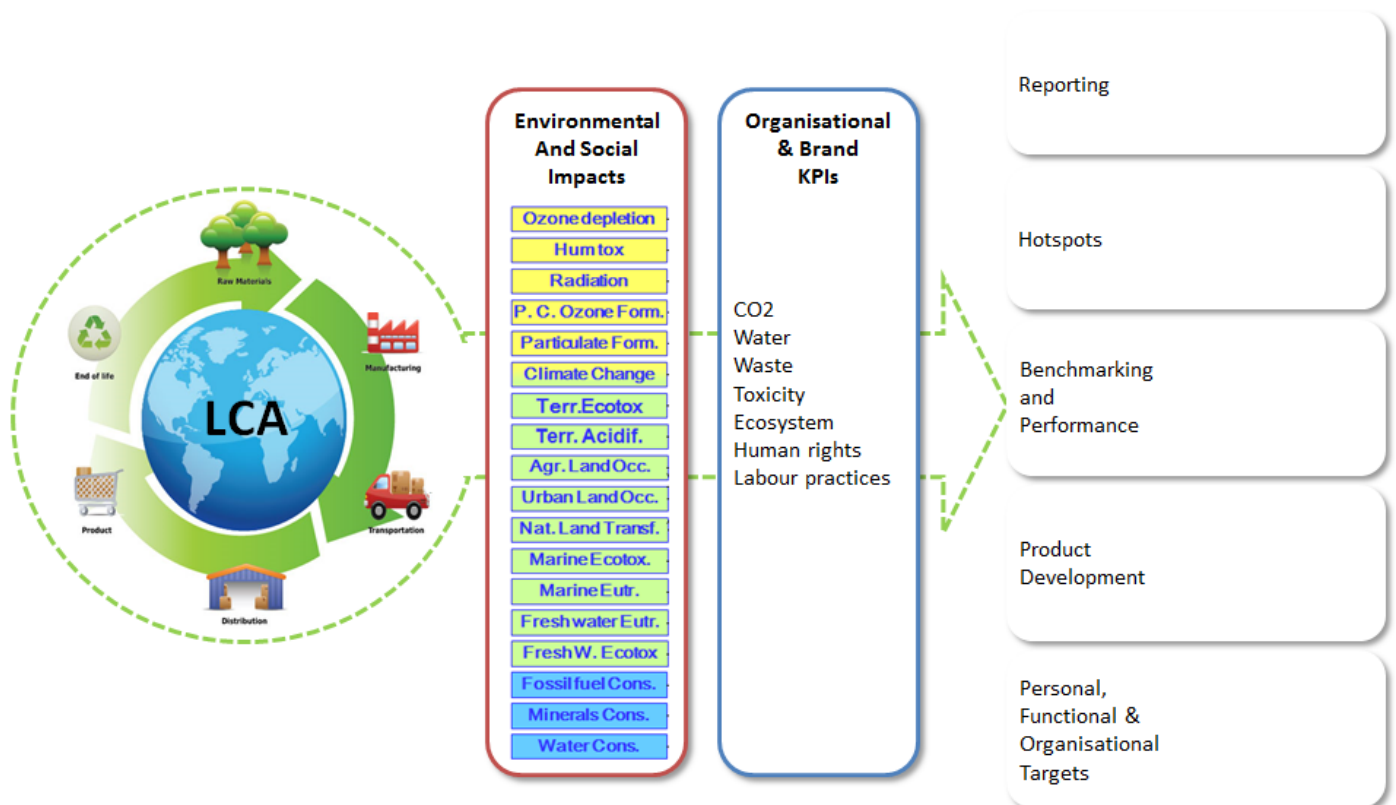 Raw Materials
Manufacturing
Transportation
Distribution
Product
End of life
LCA
Environmental
And Social
Impacts
Ozone depletion
Hum tox
Radiation
P. C. Ozone Form.
Particulate Form.
Climate Change
Terr.Ecotox
Terr. Acidif.
Agr. Land Occ.
Urban Land Occ.
Nat. Land Transf.
Marine Ecotox.
Marine Eutr.
Freshwater Eutr.
Fresh W. Ecotox
Fossil fuel Cons.
Minerals Cons.
Water Cons.
Organisational
& Brand
KPIs
CO2
Water
Waste
Toxicity
Ecosystem
Human rights
Labour practices
Reporting
Hotspots
Benchmarking
and
Performance
Product
Development
Personal,
Functional &
Organisational
Targets